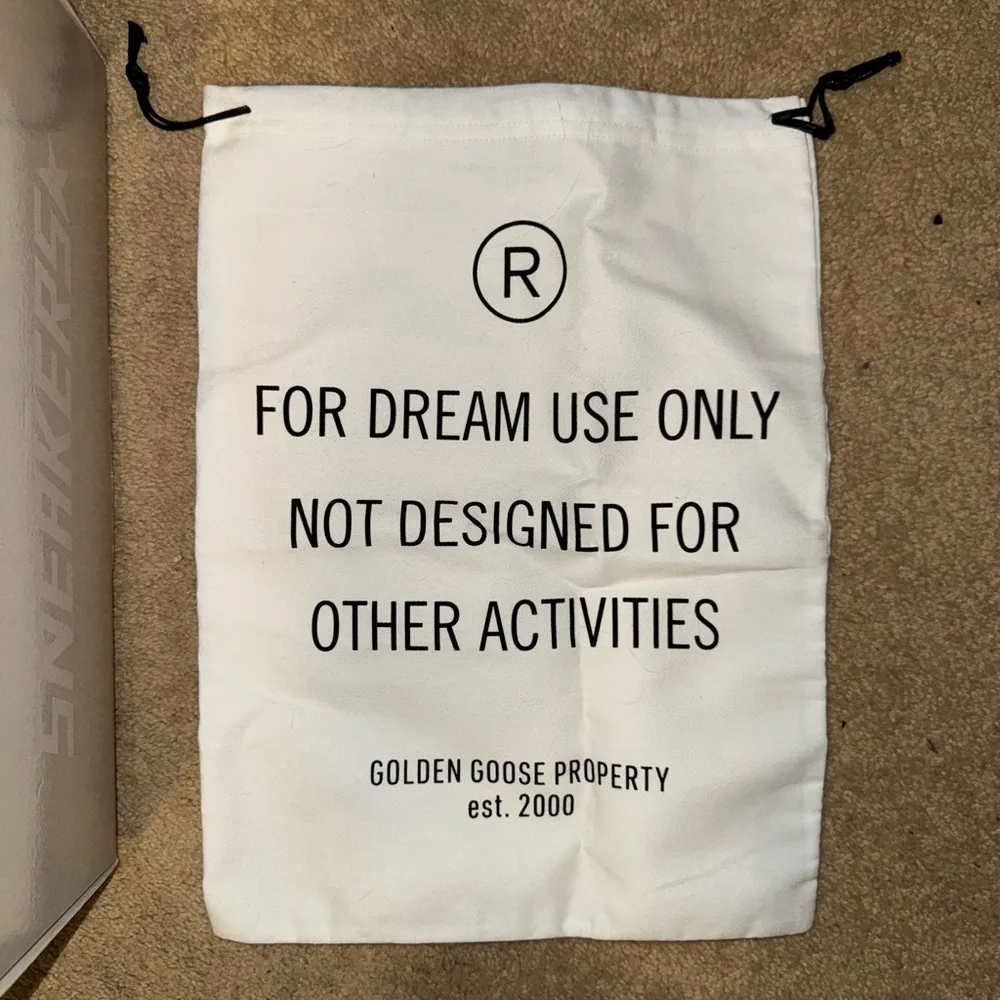 SNEAKERS
®
FOR DREAM USE ONLY
NOT DESIGNED FOR
OTHER ACTIVITIES
GOLDEN GOOSE PROPERTY
est. 2000